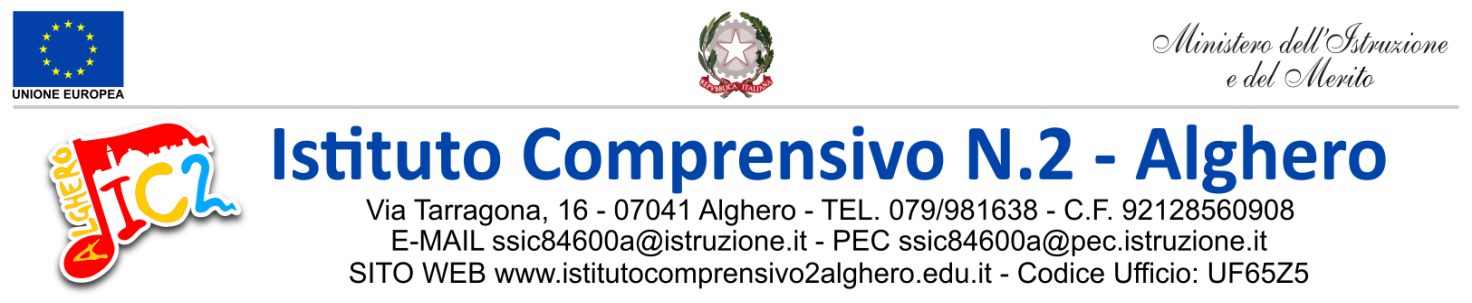 UNIONE EUROPEA
REPVBBLICA ITALIANA
Ministero dell'Istruzione
e del Merito
ALGHERO
IC2
Istituto Comprensivo N.2 - Alghero
Via Tarragona, 16 - 07041 Alghero - TEL. 079/981638 - C.F. 92128560908
E-MAIL ssic84600a@istruzione.it - PEC ssic84600a@pec.istruzione.it
SITO WEB www.istitutocomprensivo2alghero.edu.it - Codice Ufficio: UF65Z5